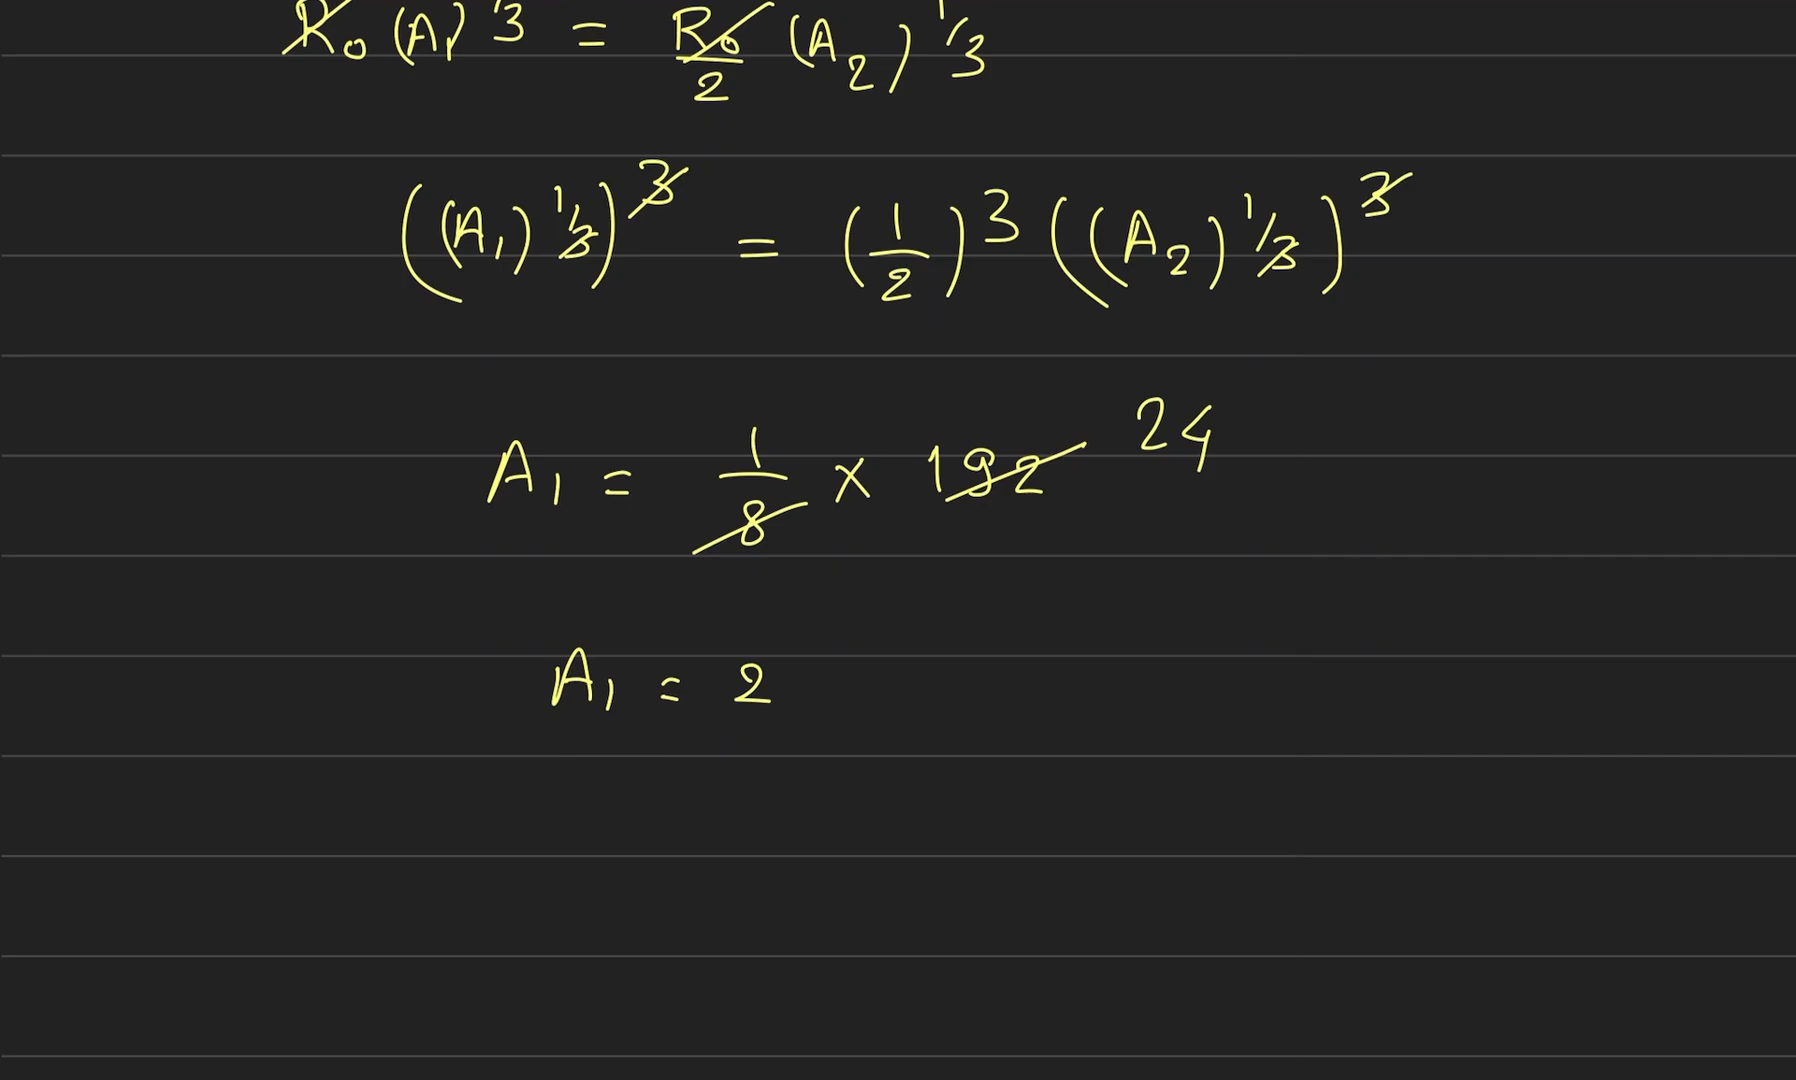 R₀ (A₁)^1/3 = R₀/2 (A₂)^1/3
((A₁)^1/3)^3 = (1/2)^3 ((A₂)^1/3)^3
A₁ = 1/8 × 192 24
A₁ = 2